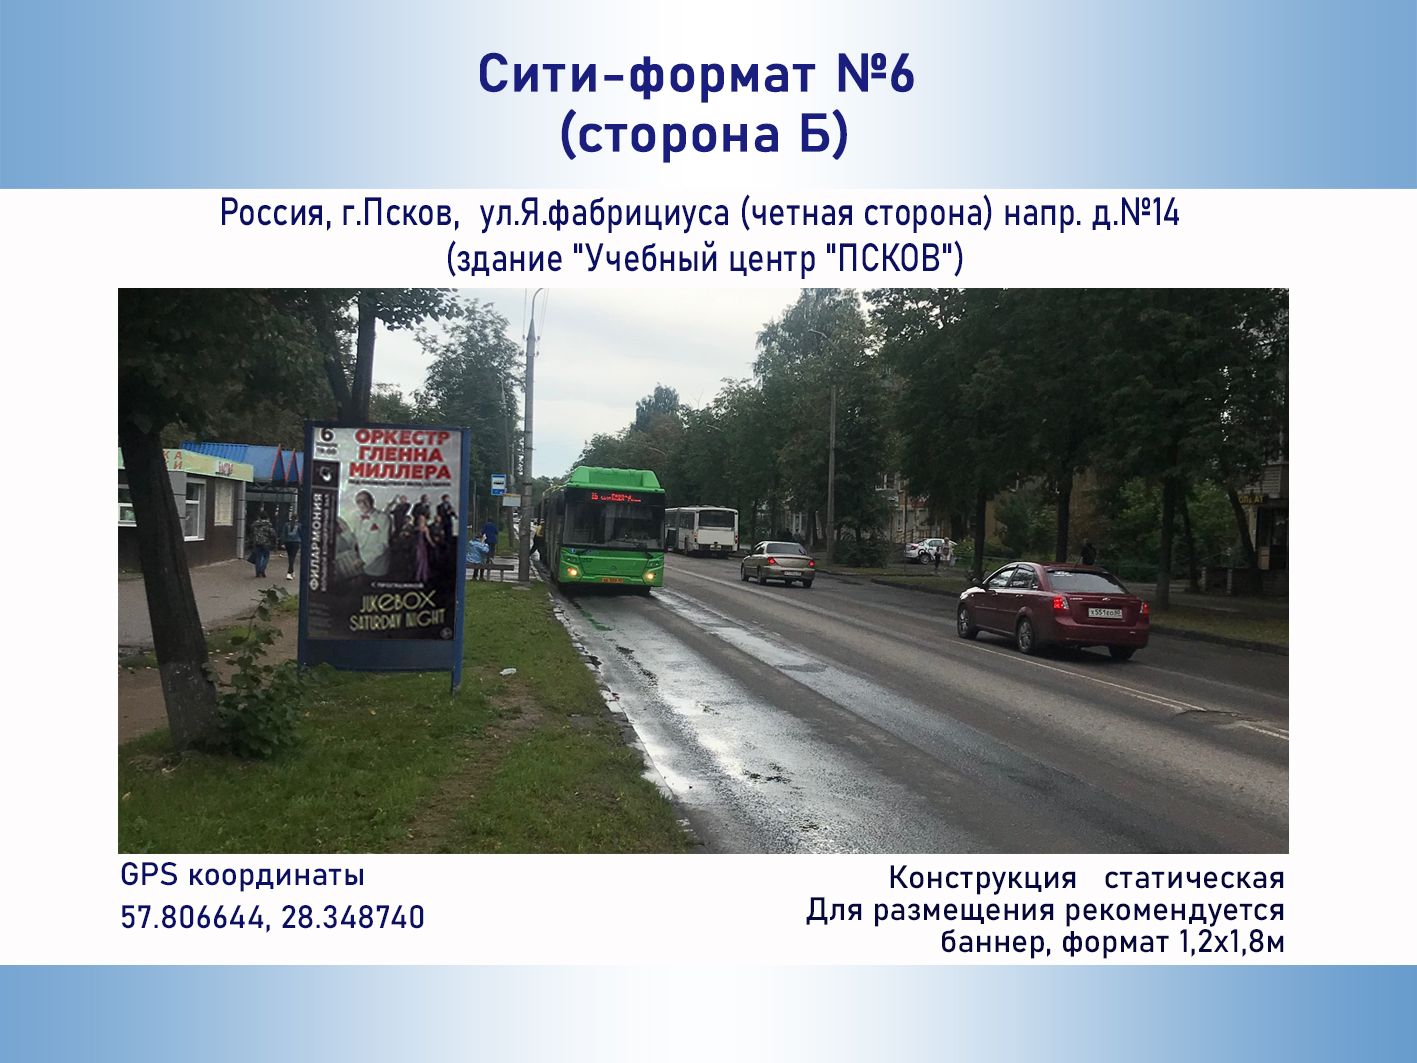 Сити-формат №6
(сторона Б)
Россия, г.Псков, ул.Я.фабрициуса (четная сторона) напр. д.№14
(здание "Учебный центр "ПСКОВ")
6
ОРКЕСТР
ГЛЕННА
МИЛЛЕРА
ФИЛАРМОНИЯ
С ПРОГРАММОЙ
JUKEBOX
SATURDAY NIGHT
GPS координаты
57.806644, 28.348740
Конструкция статическая
Для размещения рекомендуется
баннер, формат 1,2х1,8м